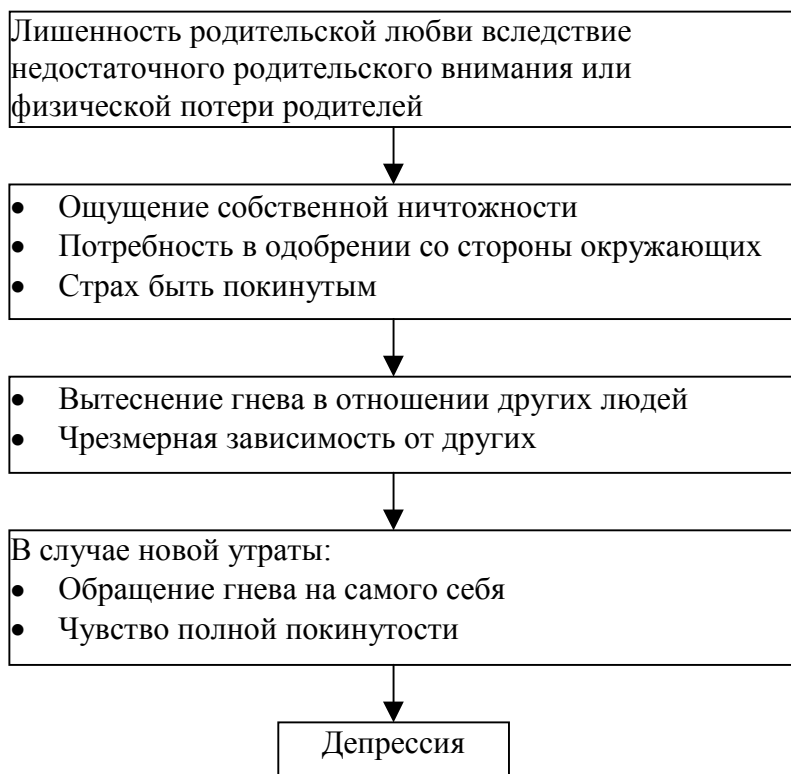 Лишенность родительской любви вследствие
недостаточного родительского внимания или
физической потери родителей
• Ощущение собственной ничтожности
• Потребность в одобрении со стороны окружающих
• Страх быть покинутым
• Вытеснение гнева в отношении других людей
• Чрезмерная зависимость от других
В случае новой утраты:
• Обращение гнева на самого себя
• Чувство полной покинутости
Депрессия